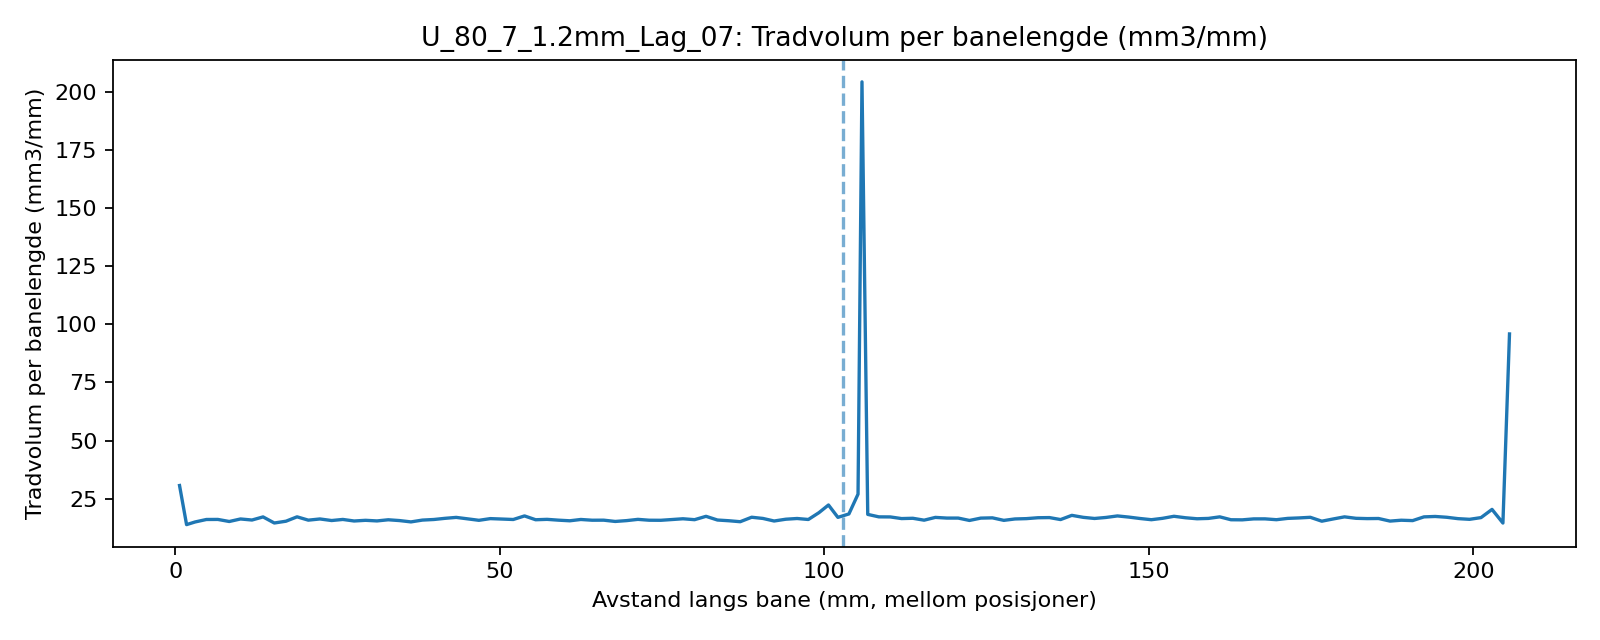 U_80_7_1.2mm_Lag_07: Tradvolum per banelengde (mm3/mm)
Tradvolum per banelengde (mm3/mm)
200
175
150
125
100
75
50
25
0 50 100 150 200
Avstand langs bane (mm, mellom posisjoner)